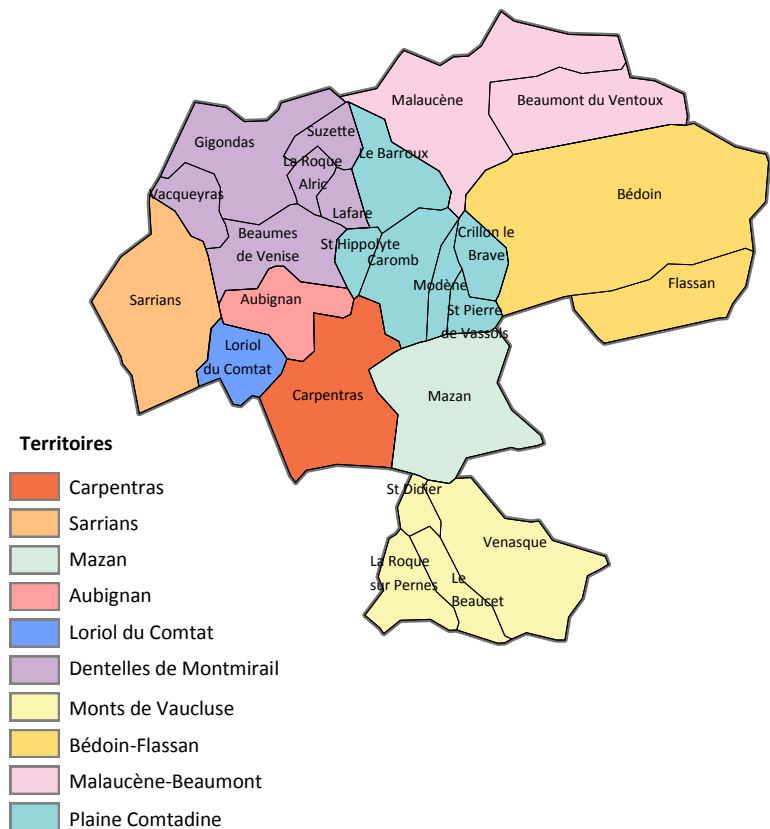 Malaucène
Beaumont du Ventoux
Suzette
Gigondas
Le Barroux
La Roque
Alric
Vacqueyras
Bédoin
Lafare
Beaumes
de Venise
St Hippolyte
Crillon le
Brave
Caromb
Modène
Flassan
Sarrians
Aubignan
St Pierre
de Vassols
Loriol
du Comtat
Carpentras
Mazan
St Didier
Venasque
La Roque
sur Pernes
Le
Beaucet
Territoires
Carpentras
Sarrians
Mazan
Aubignan
Loriol du Comtat
Dentelles de Montmirail
Monts de Vaucluse
Bédoin-Flassan
Malaucène-Beaumont
Plaine Comtadine